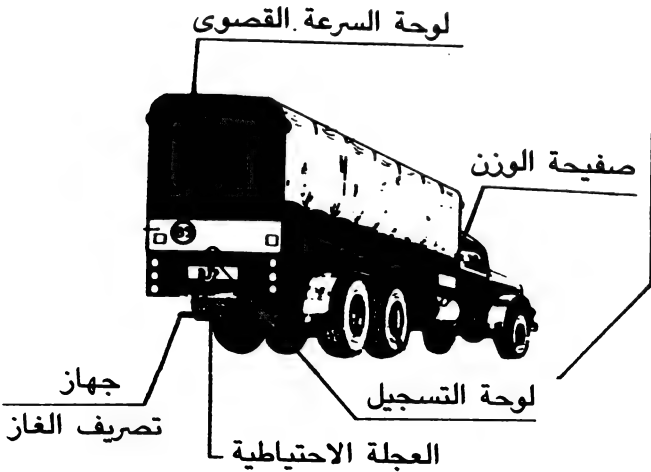 لوحة السرعة القصوى
صفيحة الوزن
لوحة التسجيل
جهاز
تصريف الغاز
العجلة الاحتياطية